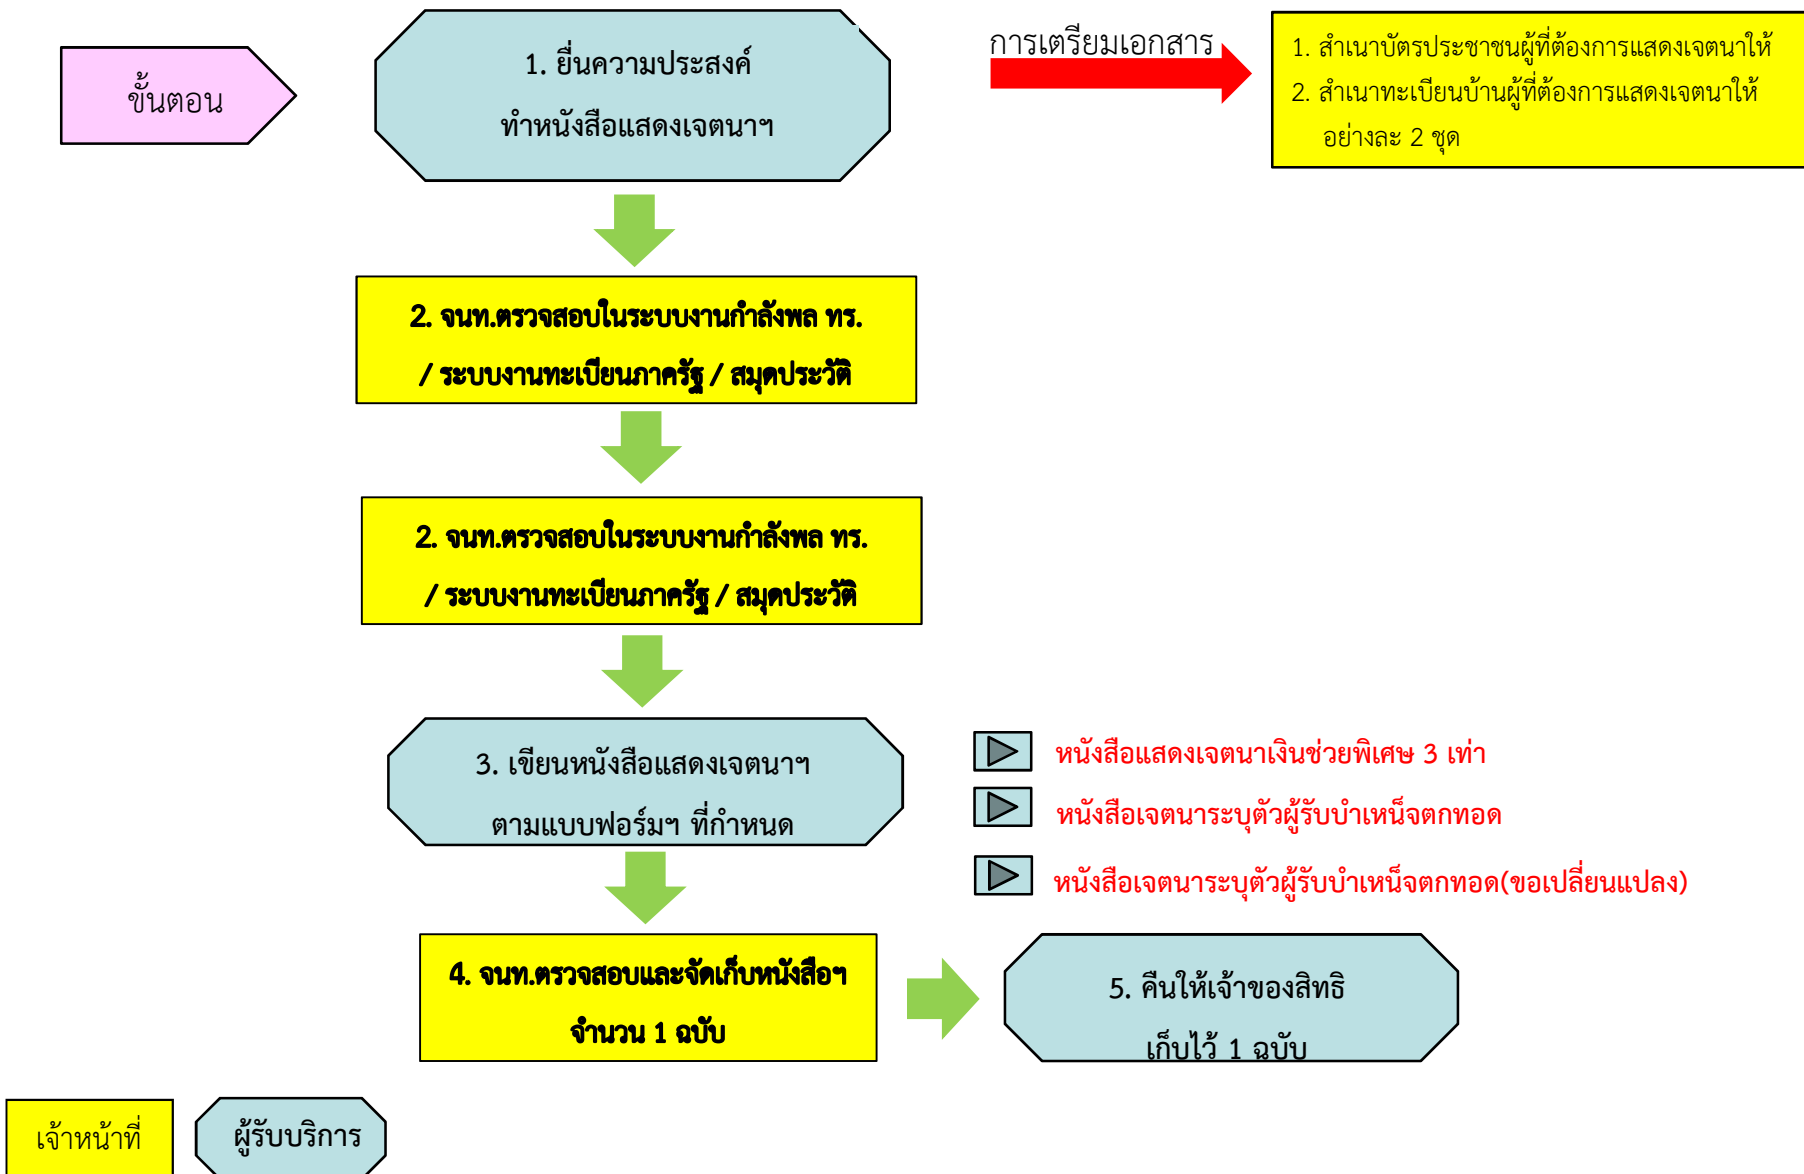 ขั้นตอน
1. ยื่นความประสงค์
ทำหนังสือแสดงเจตนาฯ
การเตรียมเอกสาร
1. สำเนาบัตรประชาชนผู้ที่ต้องการแสดงเจตนาให้
2. สำเนาทะเบียนบ้านผู้ที่ต้องการแสดงเจตนาให้
อย่างละ 2 ชุด
2. จนท.ตรวจสอบในระบบงานกำลังพล ทร.
/ ระบบงานทะเบียนภาครัฐ / สมุดประวัติ
2. จนท.ตรวจสอบในระบบงานกำลังพล ทร.
/ ระบบงานทะเบียนภาครัฐ / สมุดประวัติ
3. เขียนหนังสือแสดงเจตนาฯ
ตามแบบฟอร์มฯ ที่กำหนด
หนังสือแสดงเจตนาเงินช่วยพิเศษ 3 เท่า
หนังสือเจตนาระบุตัวผู้รับบำเหน็จตกทอด
หนังสือเจตนาระบุตัวผู้รับบำเหน็จตกทอด(ขอเปลี่ยนแปลง)
4. จนท.ตรวจสอบและจัดเก็บหนังสือฯ
จำนวน 1 ฉบับ
5. คืนให้เจ้าของสิทธิ
เก็บไว้ 1 ฉบับ
เจ้าหน้าที่
ผู้รับบริการ